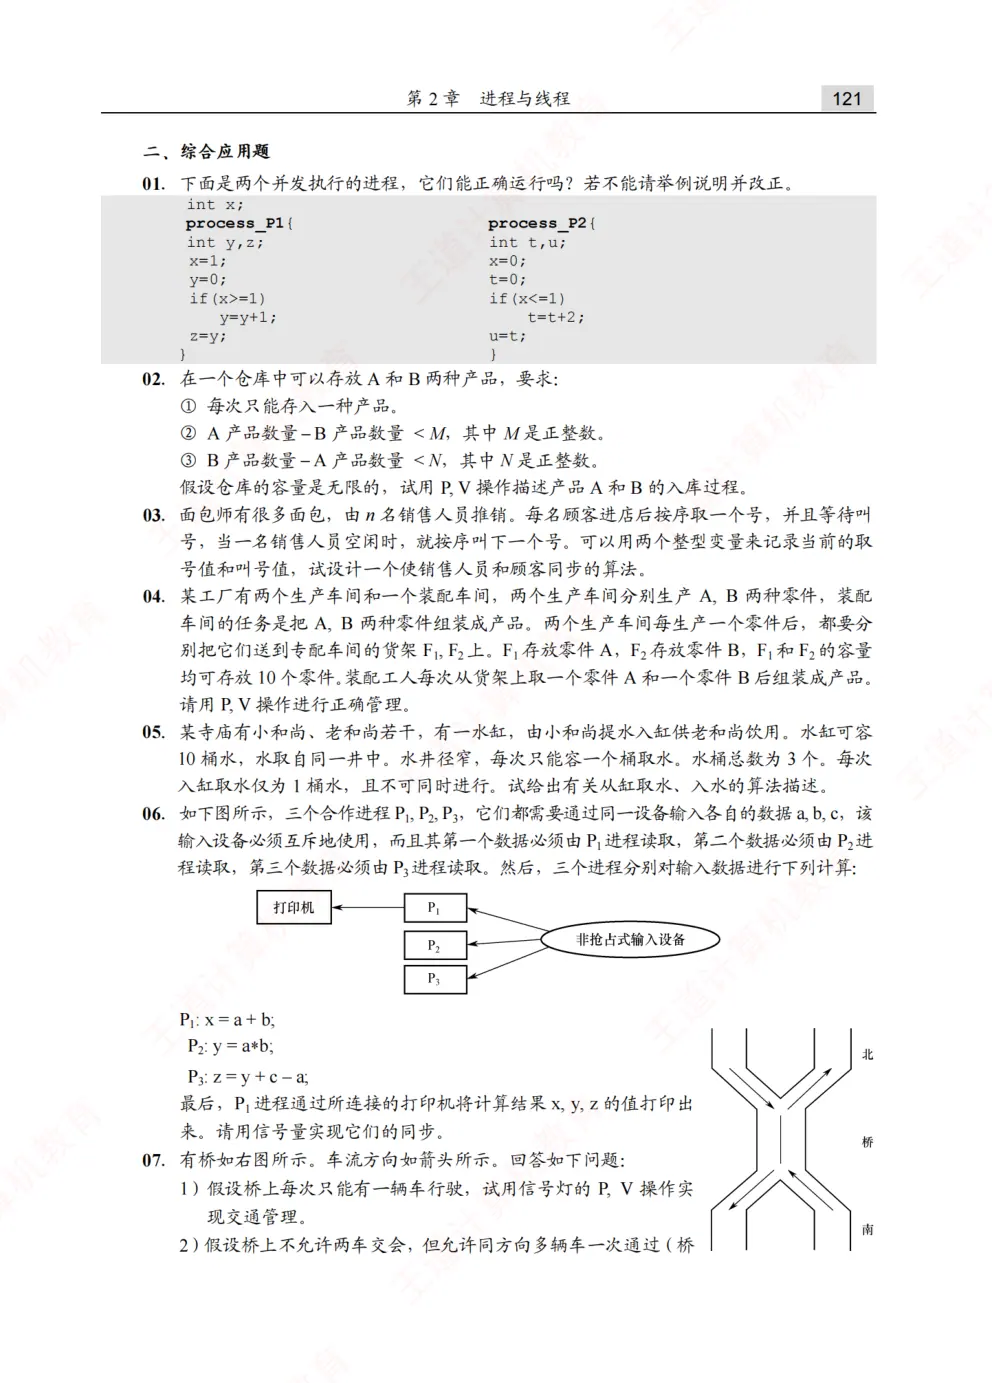 第 2 章　进程与线程　121
二、综合应用题
01. 下面是两个并发执行的进程，它们能正确运行吗？若不能请举例说明并改正。
int x;
process_P1{　process_P2{
int y,z;　int t,u;
x=1;　x=0;
y=0;　t=0;
if(x>=1)　if(x<=1)
y=y+1;　t=t+2;
z=y;　u=t;
}　}
02. 在一个仓库中可以存放 A 和 B 两种产品，要求：
① 每次只能存入一种产品。
② A 产品数量－B 产品数量 < M，其中 M 是正整数。
③ B 产品数量－A 产品数量 < N，其中 N 是正整数。
假设仓库的容量是无限的，试用 P, V 操作描述产品 A 和 B 的入库过程。
03. 面包师有很多面包，由 n 名销售人员推销。每名顾客进店后按序取一个号，并且等待叫
号，当一名销售人员空闲时，就按序叫下一个号。可以用两个整型变量来记录当前的取
号值和叫号值，试设计一个使销售人员和顾客同步的算法。
04. 某工厂有两个生产车间和一个装配车间，两个生产车间分别生产 A, B 两种零件，装配
车间的任务是把 A, B 两种零件组装成产品。两个生产车间每生产一个零件后，都要分
别把它们送到专配车间的货架 F₁, F₂ 上。F₁ 存放零件 A，F₂ 存放零件 B，F₁ 和 F₂ 的容量
均可存放 10 个零件。装配工人每次从货架上取一个零件 A 和一个零件 B 后组装成产品。
请用 P, V 操作进行正确管理。
05. 某寺庙有小和尚、老和尚若干，有一水缸，由小和尚提水入缸供老和尚饮用。水缸可容
10 桶水，水取自同一井中。水井径窄，每次只能容一个桶取水。水桶总数为 3 个。每次
入缸取水仅为 1 桶水，且不可同时进行。试给出有关从缸取水、入水的算法描述。
06. 如下图所示，三个合作进程 P₁, P₂, P₃，它们都需要通过同一设备输入各自的数据 a, b, c，该
输入设备必须互斥地使用，而且其第一个数据必须由 P₁ 进程读取，第二个数据必须由 P₂ 进
程读取，第三个数据必须由 P₃ 进程读取。然后，三个进程分别对输入数据进行下列计算：
打印机　P₁
P₂　非抢占式输入设备
P₃
P₁: x = a + b;
P₂: y = a∗b;
P₃: z = y + c – a;
最后，P₁ 进程通过所连接的打印机将计算结果 x, y, z 的值打印出
来。请用信号量实现它们的同步。
07. 有桥如右图所示。车流方向如箭头所示。回答如下问题：
1）假设桥上每次只能有一辆车行驶，试用信号灯的 P, V 操作实
现交通管理。
2）假设桥上不允许两车交会，但允许同方向多辆车一次通过（桥
北
桥
南
王道计算机教育